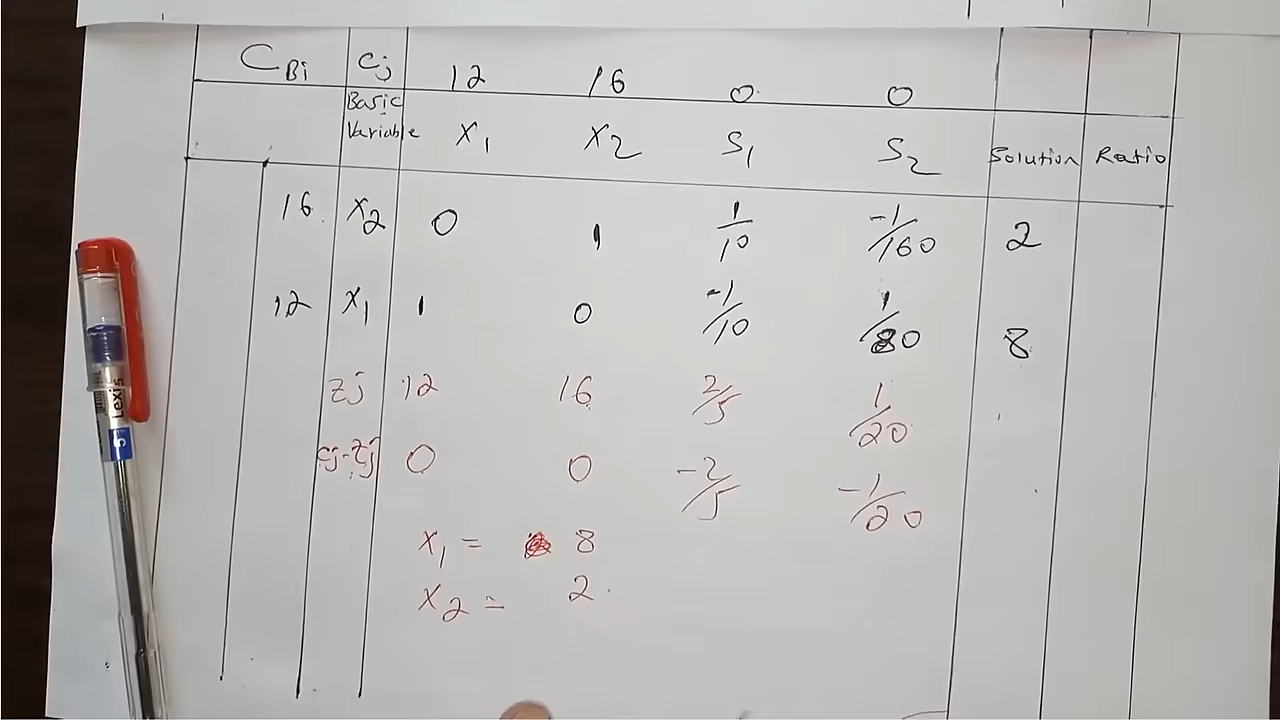 CBi Cj 12 16 0 0
Basic Variable X1 X2 S1 S2 Solution Ratio
16 X2 0 1 1/10 -1/160 2
12 X1 1 0 -1/10 1/80 8
Zj 12 16 2/5 1/20
Cj-Zj 0 0 -2/5 -1/20
X1 = 8
X2 = 2
Lexi5
5